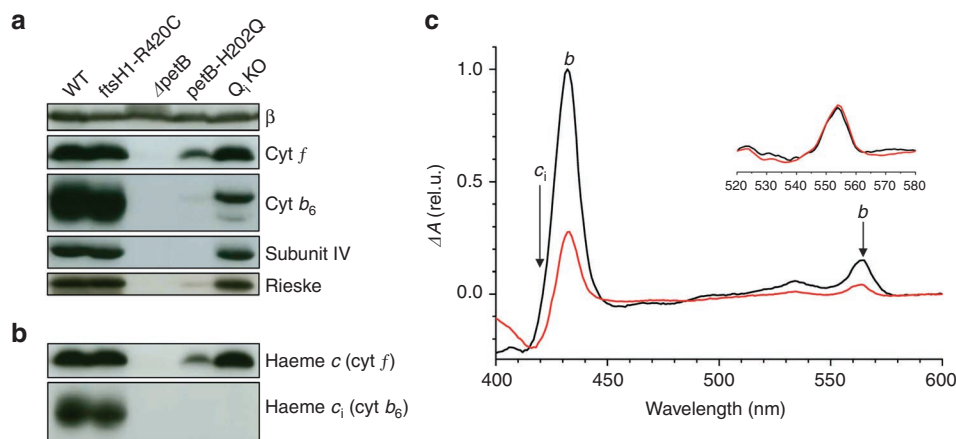 a
WT
ftsH1-R420C
ΔpetB
petB-H202Q
Qi KO
β
Cyt f
Cyt b6
Subunit IV
Rieske
b
Haeme c (cyt f)
Haeme ci (cyt b6)
c
1.0
0.5
0.0
ΔA (rel.u.)
b
ci
b
520 530 540 550 560 570 580
400 450 500 550 600
Wavelength (nm)